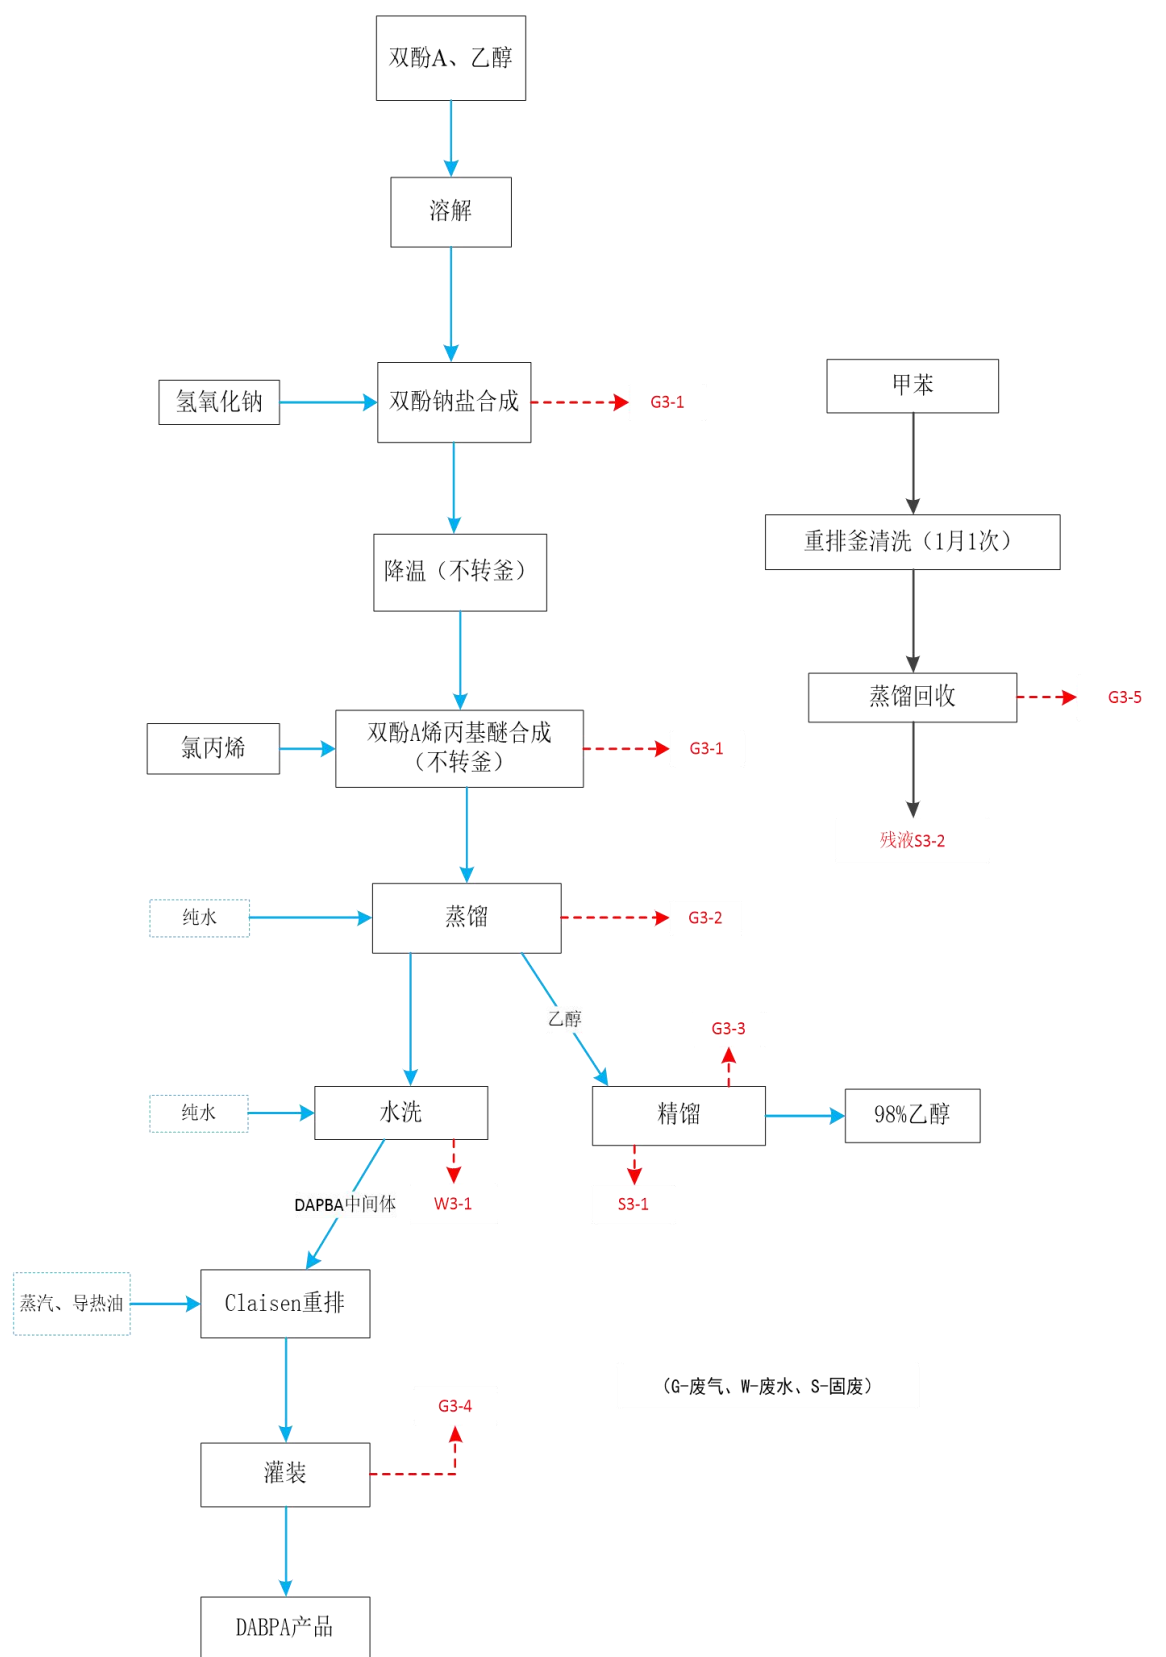 双酚A、乙醇
溶解
氢氧化钠
双酚钠盐合成
G3-1
降温（不转釜）
氯丙烯
双酚A烯丙基醚合成
（不转釜）
G3-1
纯水
蒸馏
G3-2
乙醇
纯水
水洗
W3-1
G3-3
精馏
98%乙醇
S3-1
DAPBA中间体
蒸汽、导热油
Claisen重排
灌装
G3-4
DABPA产品
甲苯
重排釜清洗（1月1次）
蒸馏回收
G3-5
残液S3-2
（G-废气、W-废水、S-固废）